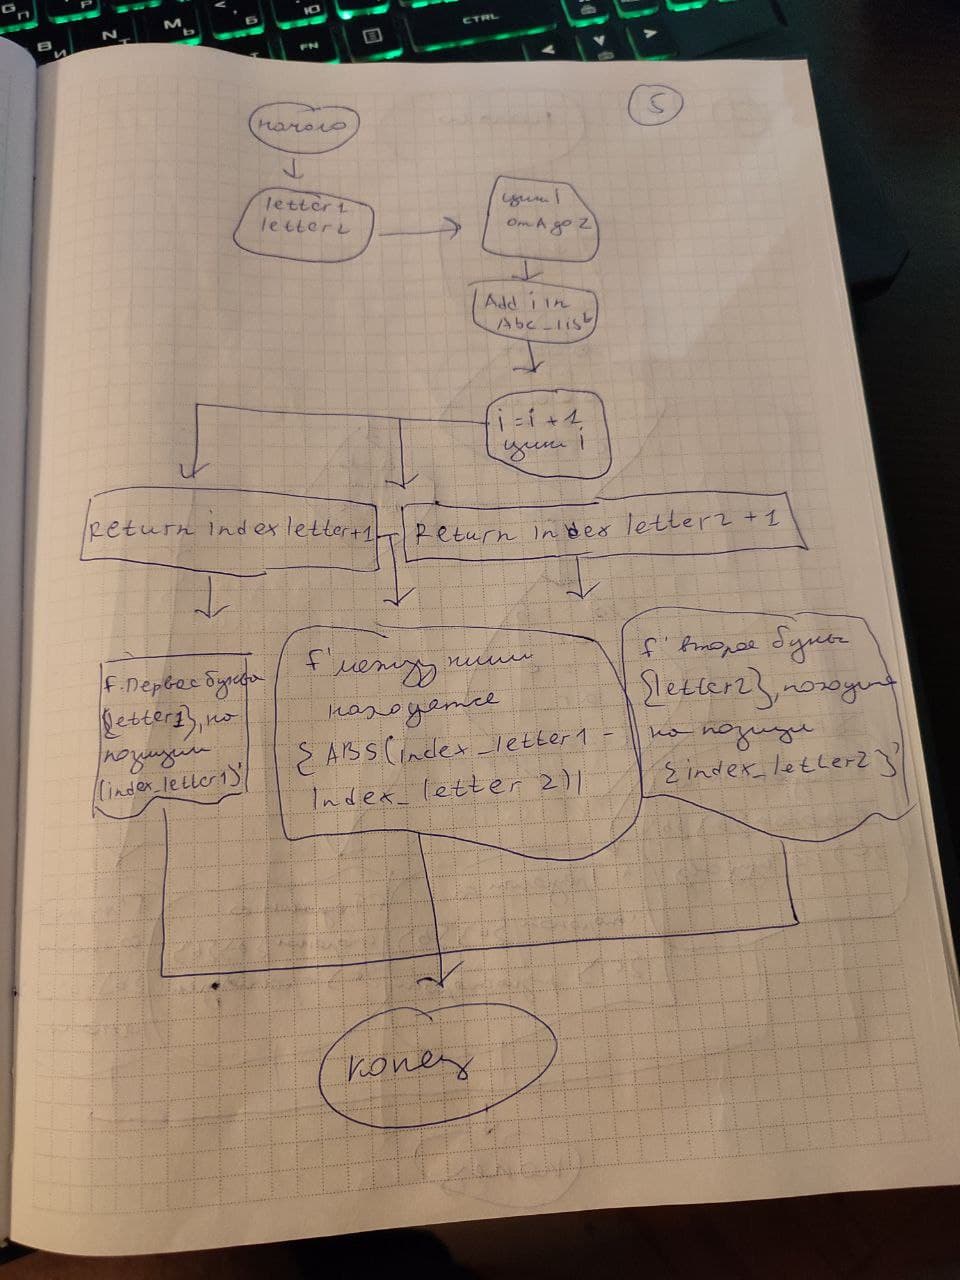 5
начало
letter1
letter2
цикл i
от A до Z
Add i in
Abc_list
i = i + 1
цикл i
Return index letter+1
Return index letter2 +1
f'Первая буква
{letter1}, на
позиции
{index_letter1}'
f'между ними
находятся
{ABS(index_letter1 -
Index_letter 2)|
f' вторая буквы
{letter2}, находится
на позиции
{index_letter2}'
конец
CTRL
FN